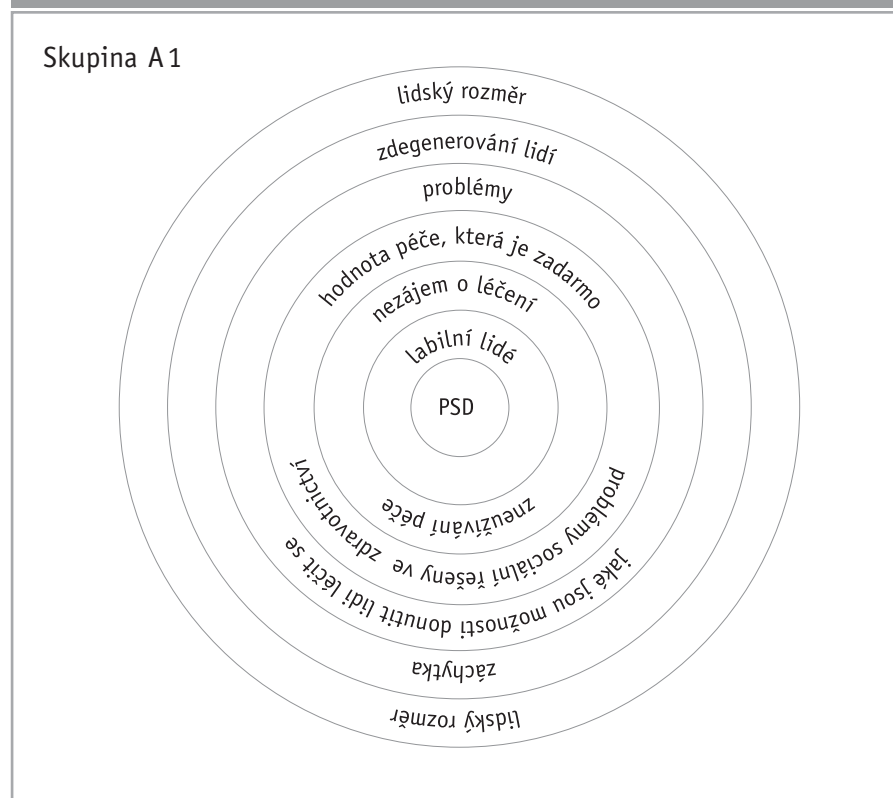 Skupina A1
lidský rozměr
zdegenerování lidí
problémy
hodnota péče, která je zadarmo
nezájem o léčení
labilní lidé
PSD
zneužívání péče
problémy sociální řešeny ve zdravotnictví
jaké jsou možnosti donutit lidi léčit se
záchytka
lidský rozměr